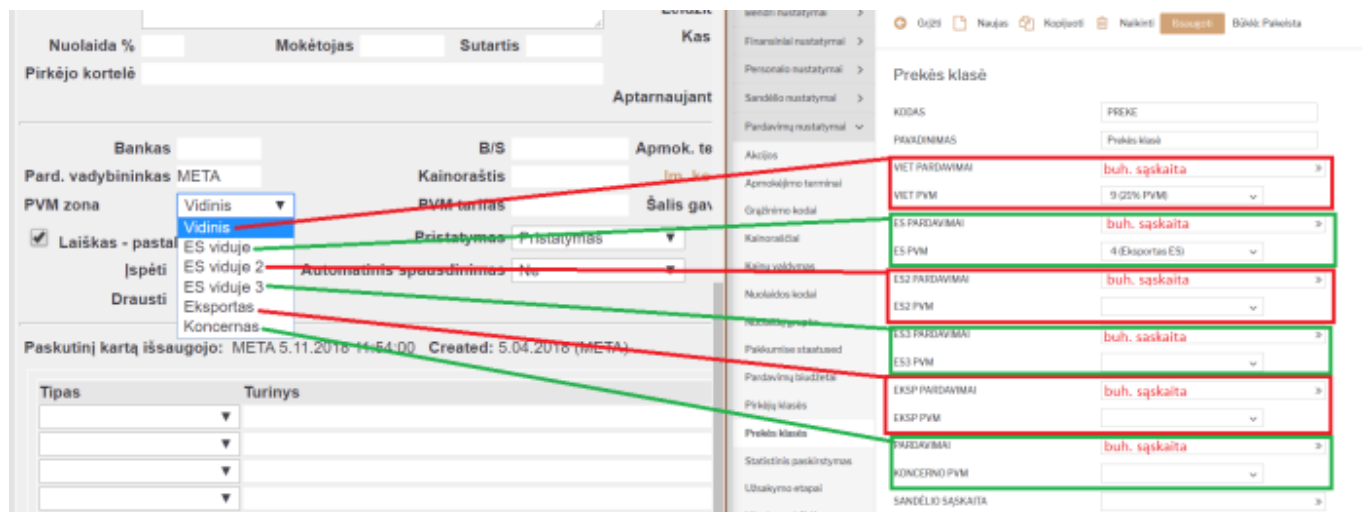 Nuolaida % Mokėtojas Sutartis Kas
Pirkėjo kortelė
Aptarnaujant
Bankas B/S Apmok. te
Pard. vadybininkas META Kainoraštis
PVM zona Vidinis PVM tarifas Šalis gav
Vidinis
Laiškas - pastal ES viduje Pristatymas Pristatymas
Įspėti ES viduje 2 Automatinis spausdinimas Ne
ES viduje 3
Drausti Eksportas
Koncernas
Paskutinį kartą išsaugojo: META 5.11.2018 11:54:00 Created: 5.04.2018 (META)
Tipas Turinys
Bendri nustatymai
Finansiniai nustatymai
Personalo nustatymai
Sandėlio nustatymai
Pardavimų nustatymai
Akcijos
Apmokėjimo terminai
Grąžinimo kodai
Kainoraščiai
Kainų valdymas
Nuolaidos kodai
Pakkumise staatused
Pardavimų biudžetai
Pirkėjų klasės
Prekės klasės
Statistinis paskirstymas
Užsakymo etapai
Grįžti Naujas Kopijuoti Naikinti Išsaugoti Būklė: Pakeista
Prekės klasė
KODAS PREKE
PAVADINIMAS Prekės klasė
VIET PARDAVIMAI buh. sąskaita
VIET PVM 9 (21% PVM)
ES PARDAVIMAI buh. sąskaita
ES PVM 4 (Eksportas ES)
ES2 PARDAVIMAI buh. sąskaita
ES2 PVM
ES3 PARDAVIMAI buh. saskaita
ES3 PVM
EKSP PARDAVIMAI buh. sąskaita
EKSP PVM
PARDAVIMAI buh. sąskaita
KONCERNO PVM
SANDĖLIO SĄSKAITA